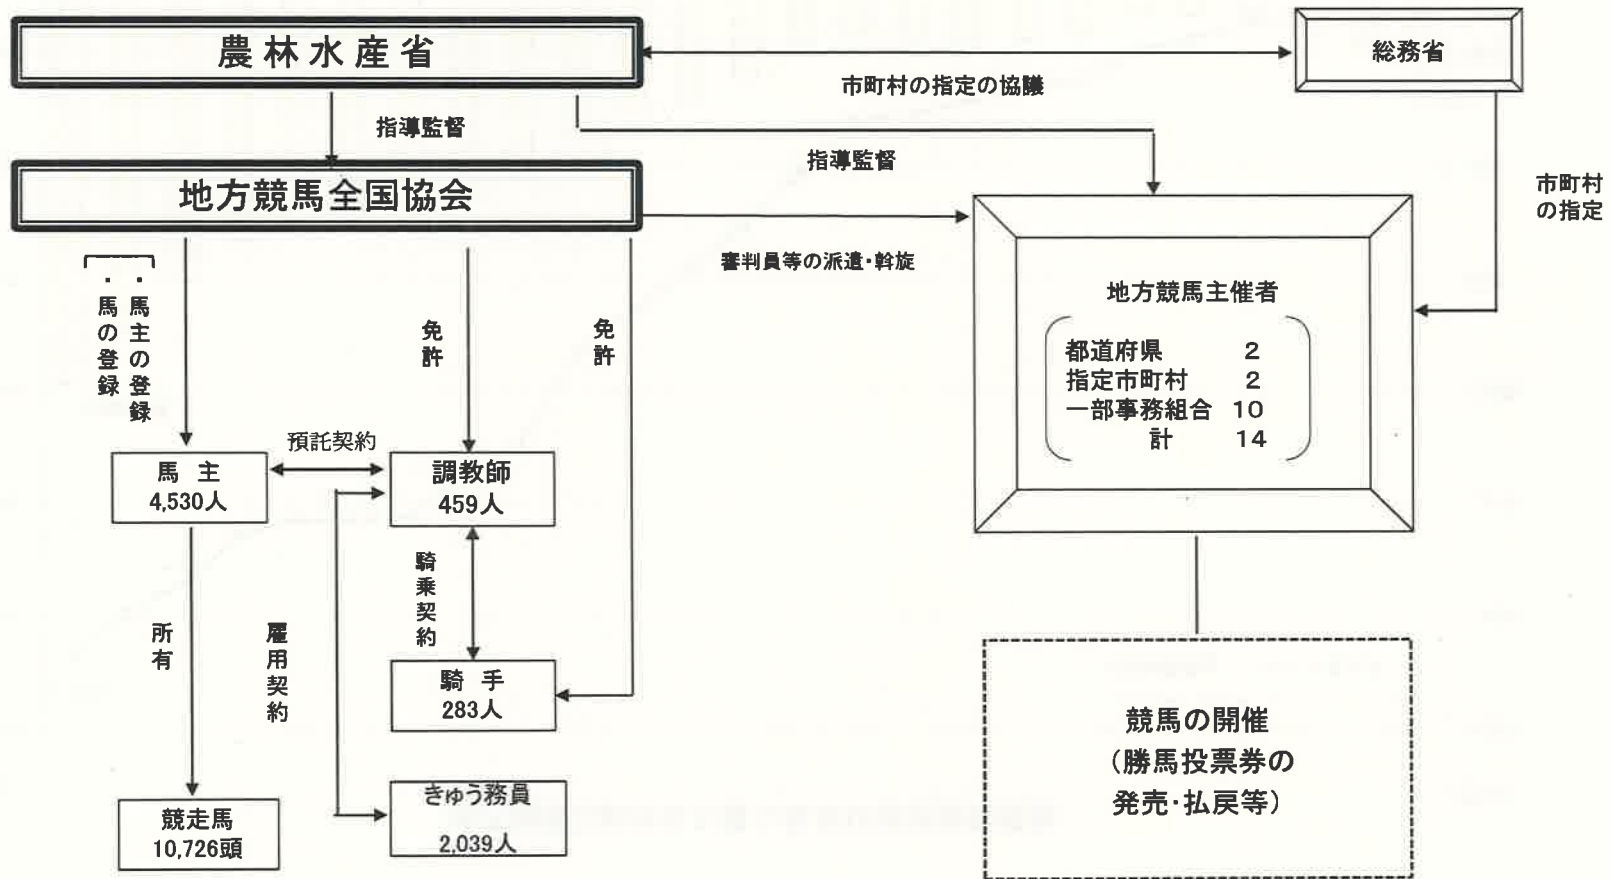 農林水産省
総務省
市町村の指定の協議
指導監督
指導監督
地方競馬全国協会
市町村
の指定
審判員等の派遣・斡旋
・馬主の登録
・馬の登録
免許
免許
地方競馬主催者
都道府県 2
指定市町村 2
一部事務組合 10
計 14
預託契約
馬 主
4,530人
調教師
459人
騎乗契約
所有
雇用契約
騎 手
283人
競馬の開催
(勝馬投票券の
発売・払戻等)
きゅう務員
2,039人
競走馬
10,726頭